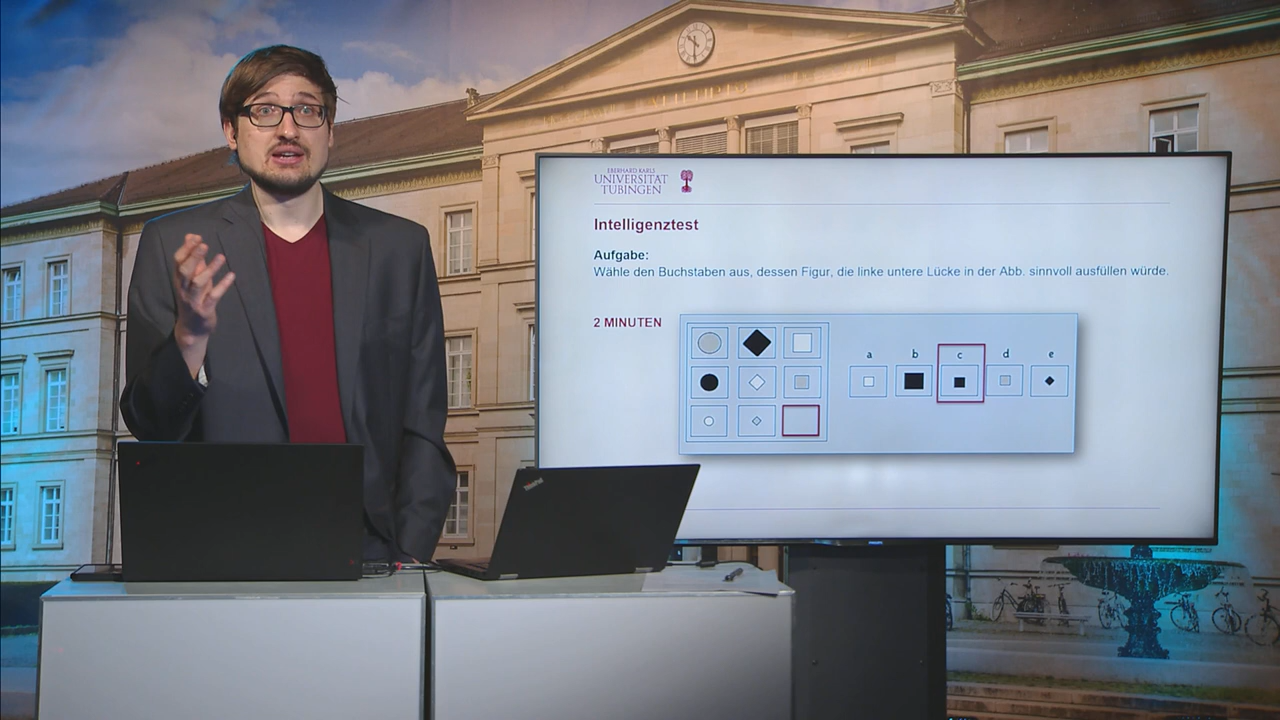 EBERHARD KARLS
UNIVERSITÄT
TÜBINGEN
Intelligenztest
Aufgabe:
Wähle den Buchstaben aus, dessen Figur, die linke untere Lücke in der Abb. sinnvoll ausfüllen würde.
2 MINUTEN
a b c d e
ThinkPad